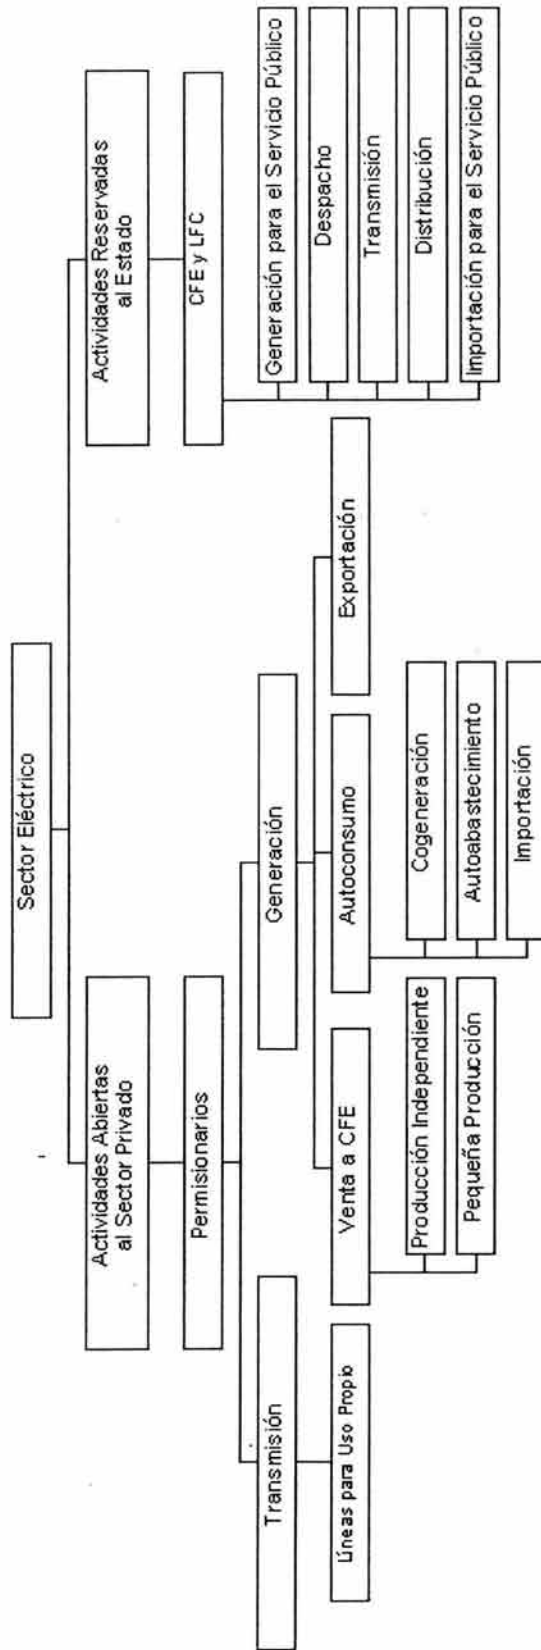 Sector Eléctrico
Actividades Abiertas
al Sector Privado
Actividades Reservadas
al Estado
Permisionarios
CFE y LFC
Transmisión
Generación
Generación para el Servicio Público
Despacho
Transmisión
Distribución
Importación para el Servicio Público
Líneas para Uso Propio
Venta a CFE
Autoconsumo
Exportación
Producción Independiente
Pequeña Producción
Cogeneración
Autoabastecimiento
Importación